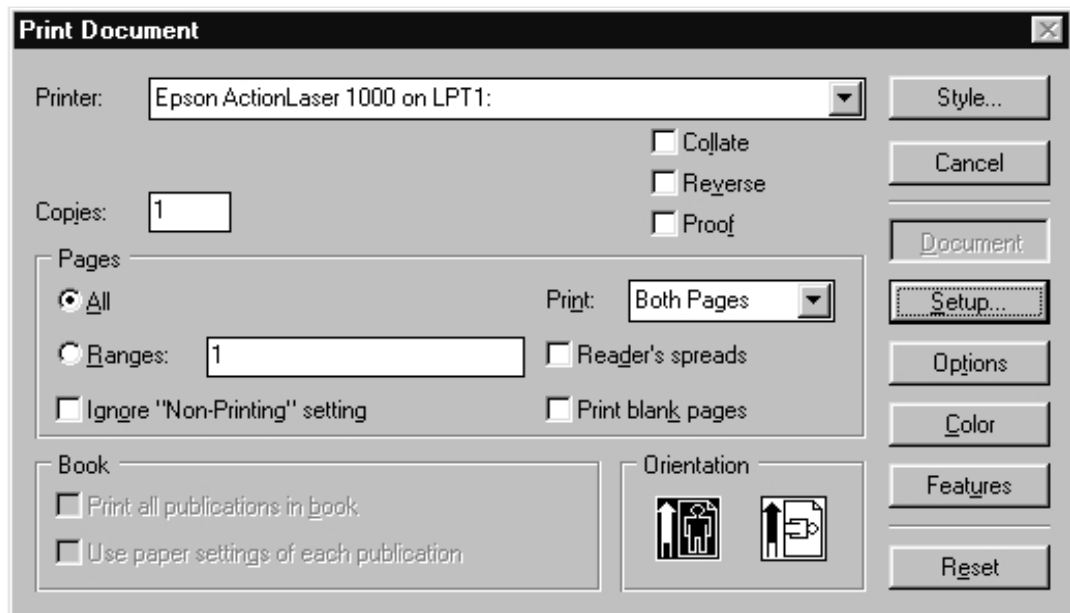 Print Document
Printer: Epson ActionLaser 1000 on LPT1:
Style...
Collate
Cancel
Reverse
Copies: 1
Proof
Document
Pages
All
Print: Both Pages
Setup...
Ranges: 1
Reader's spreads
Options
Ignore "Non-Printing" setting
Print blank pages
Color
Book
Orientation
Print all publications in book
Features
Use paper settings of each publication
Reset